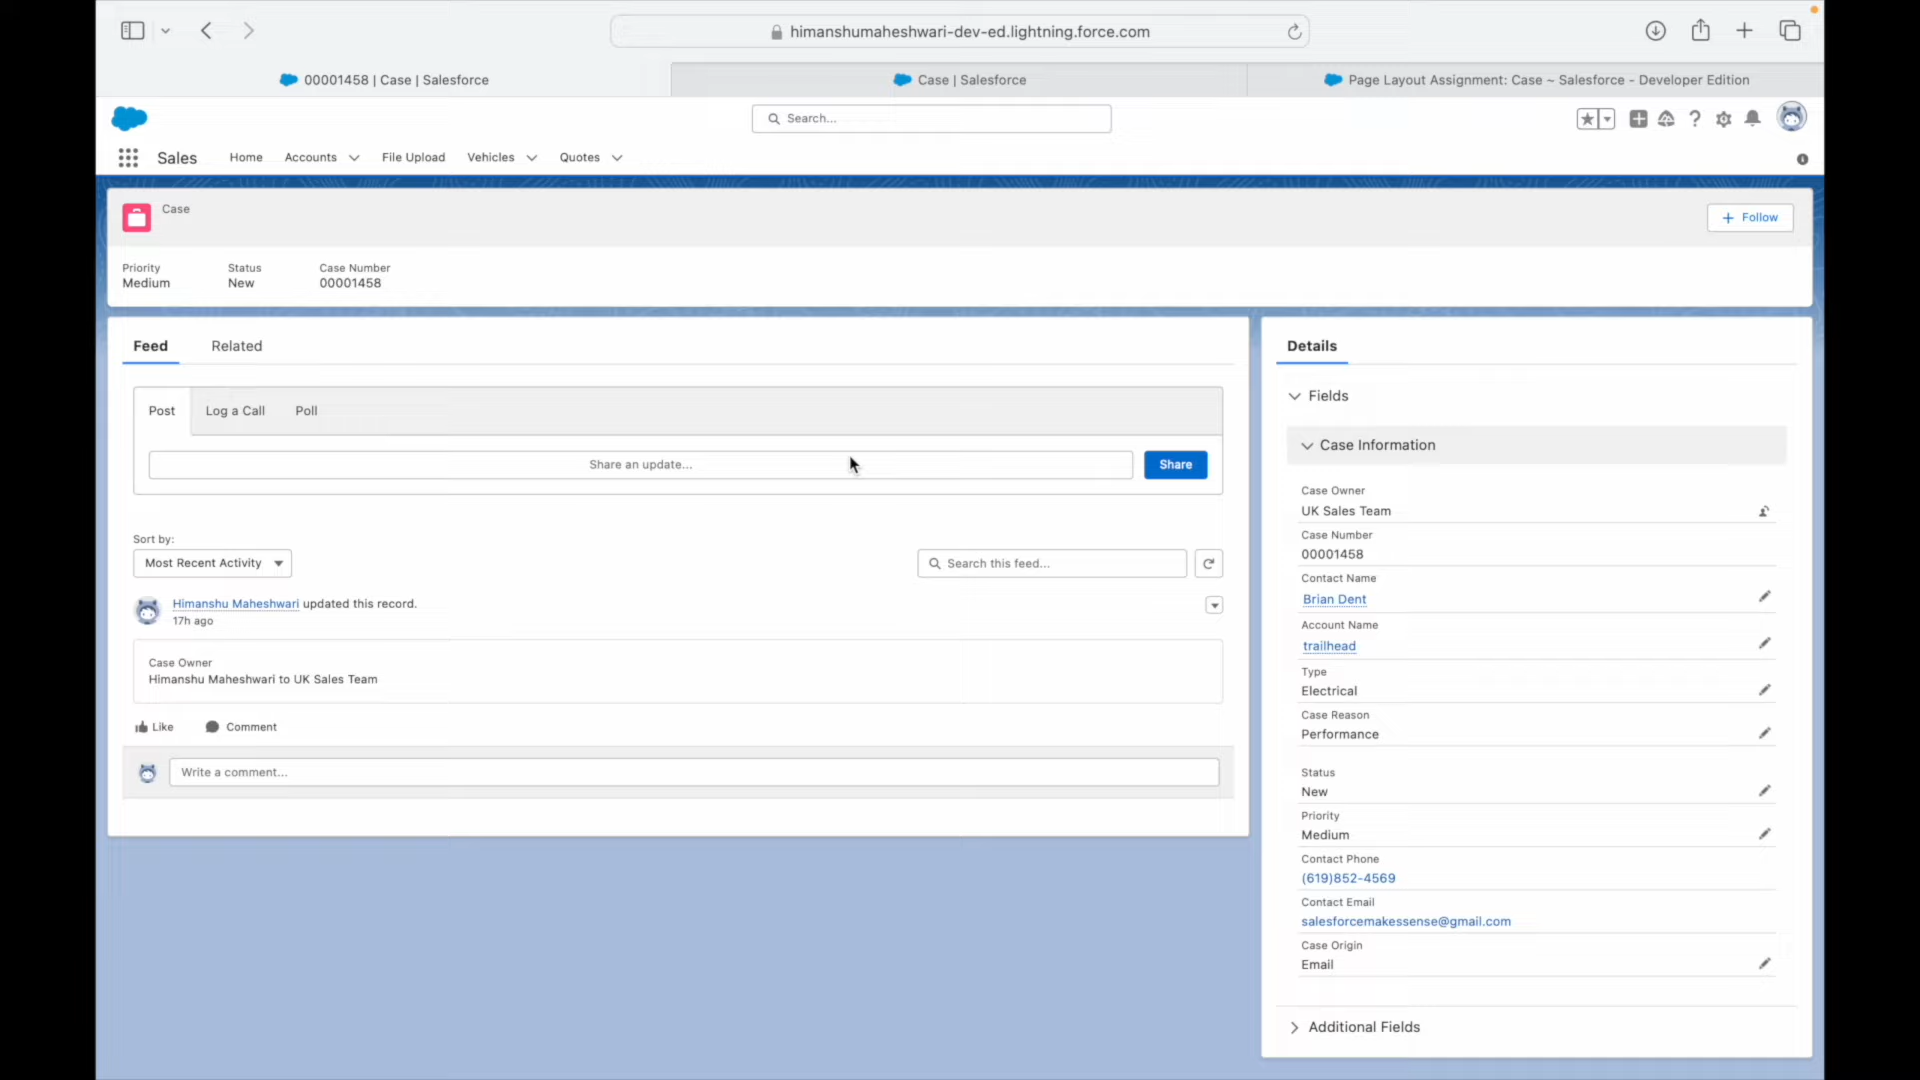 himanshumaheshwari-dev-ed.lightning.force.com
00001458 | Case | Salesforce
Case | Salesforce
Page Layout Assignment: Case ~ Salesforce - Developer Edition
Search...
Sales
Home
Accounts
File Upload
Vehicles
Quotes
Case
Follow
Priority
Medium
Status
New
Case Number
00001458
Feed
Related
Post
Log a Call
Poll
Share an update...
Share
Sort by:
Most Recent Activity
Search this feed...
Himanshu Maheshwari updated this record.
17h ago
Case Owner
Himanshu Maheshwari to UK Sales Team
Like
Comment
Write a comment...
Details
Fields
Case Information
Case Owner
UK Sales Team
Case Number
00001458
Contact Name
Brian Dent
Account Name
trailhead
Type
Electrical
Case Reason
Performance
Status
New
Priority
Medium
Contact Phone
(619)852-4569
Contact Email
salesforcemakessense@gmail.com
Case Origin
Email
Additional Fields